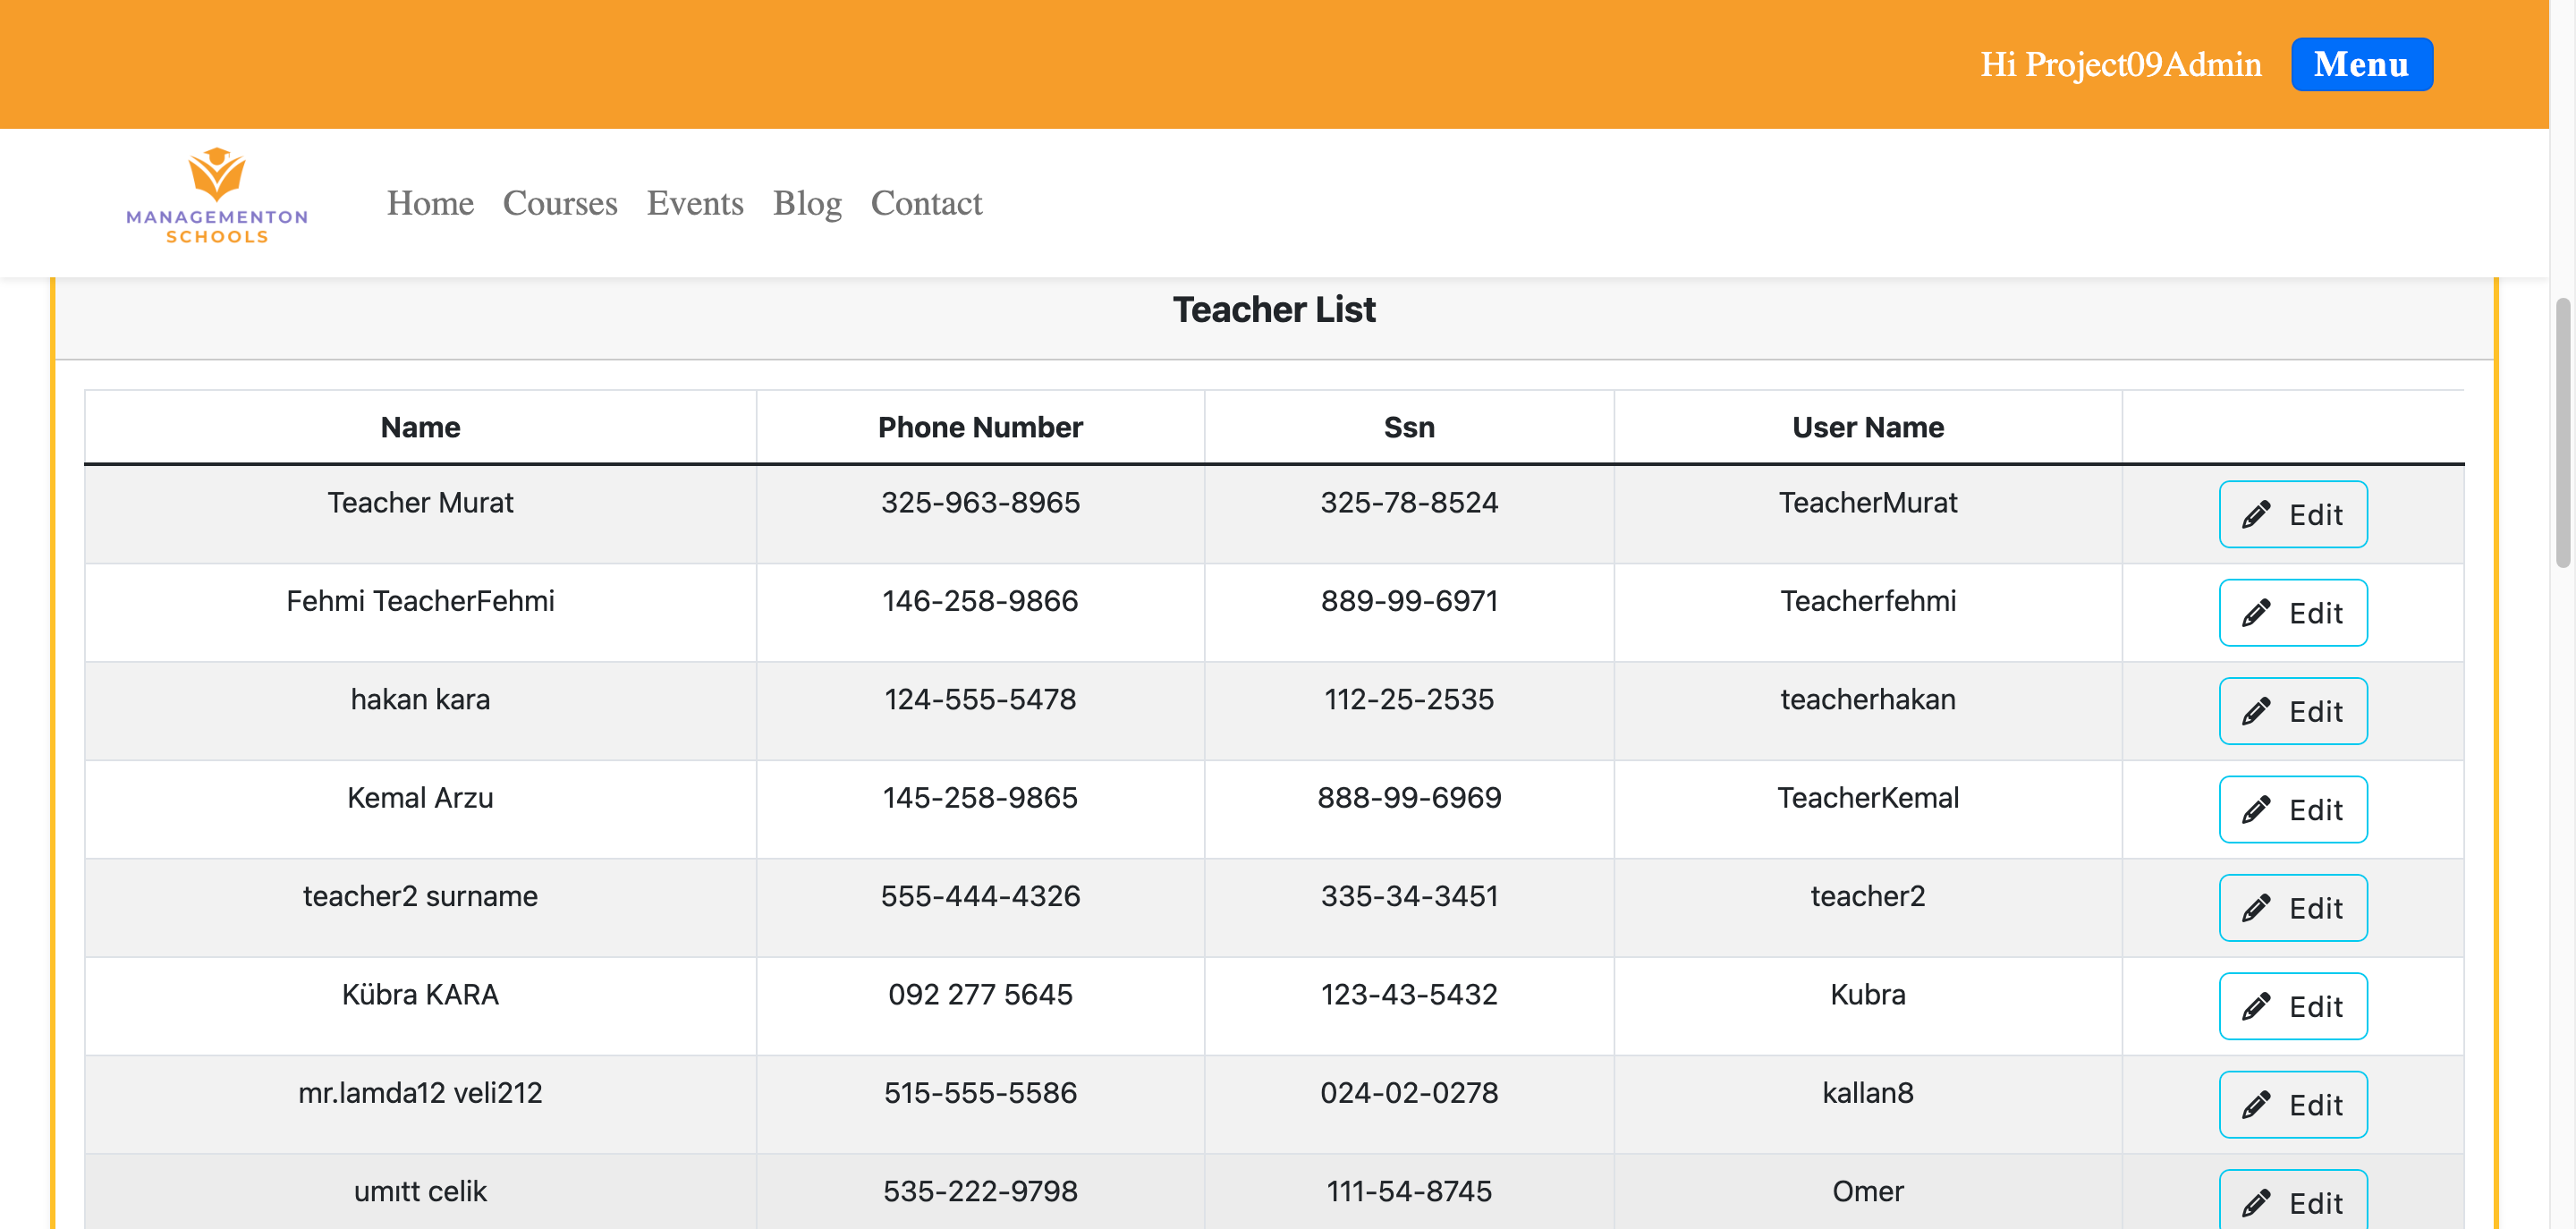 Hi Project09Admin Menu
MANAGEMENTON
SCHOOLS
Home Courses Events Blog Contact
Teacher List
Name Phone Number Ssn User Name
Teacher Murat 325-963-8965 325-78-8524 TeacherMurat Edit
Fehmi TeacherFehmi 146-258-9866 889-99-6971 Teacherfehmi Edit
hakan kara 124-555-5478 112-25-2535 teacherhakan Edit
Kemal Arzu 145-258-9865 888-99-6969 TeacherKemal Edit
teacher2 surname 555-444-4326 335-34-3451 teacher2 Edit
Kübra KARA 092 277 5645 123-43-5432 Kubra Edit
mr.lamda12 veli212 515-555-5586 024-02-0278 kallan8 Edit
umıtt celik 535-222-9798 111-54-8745 Omer Edit